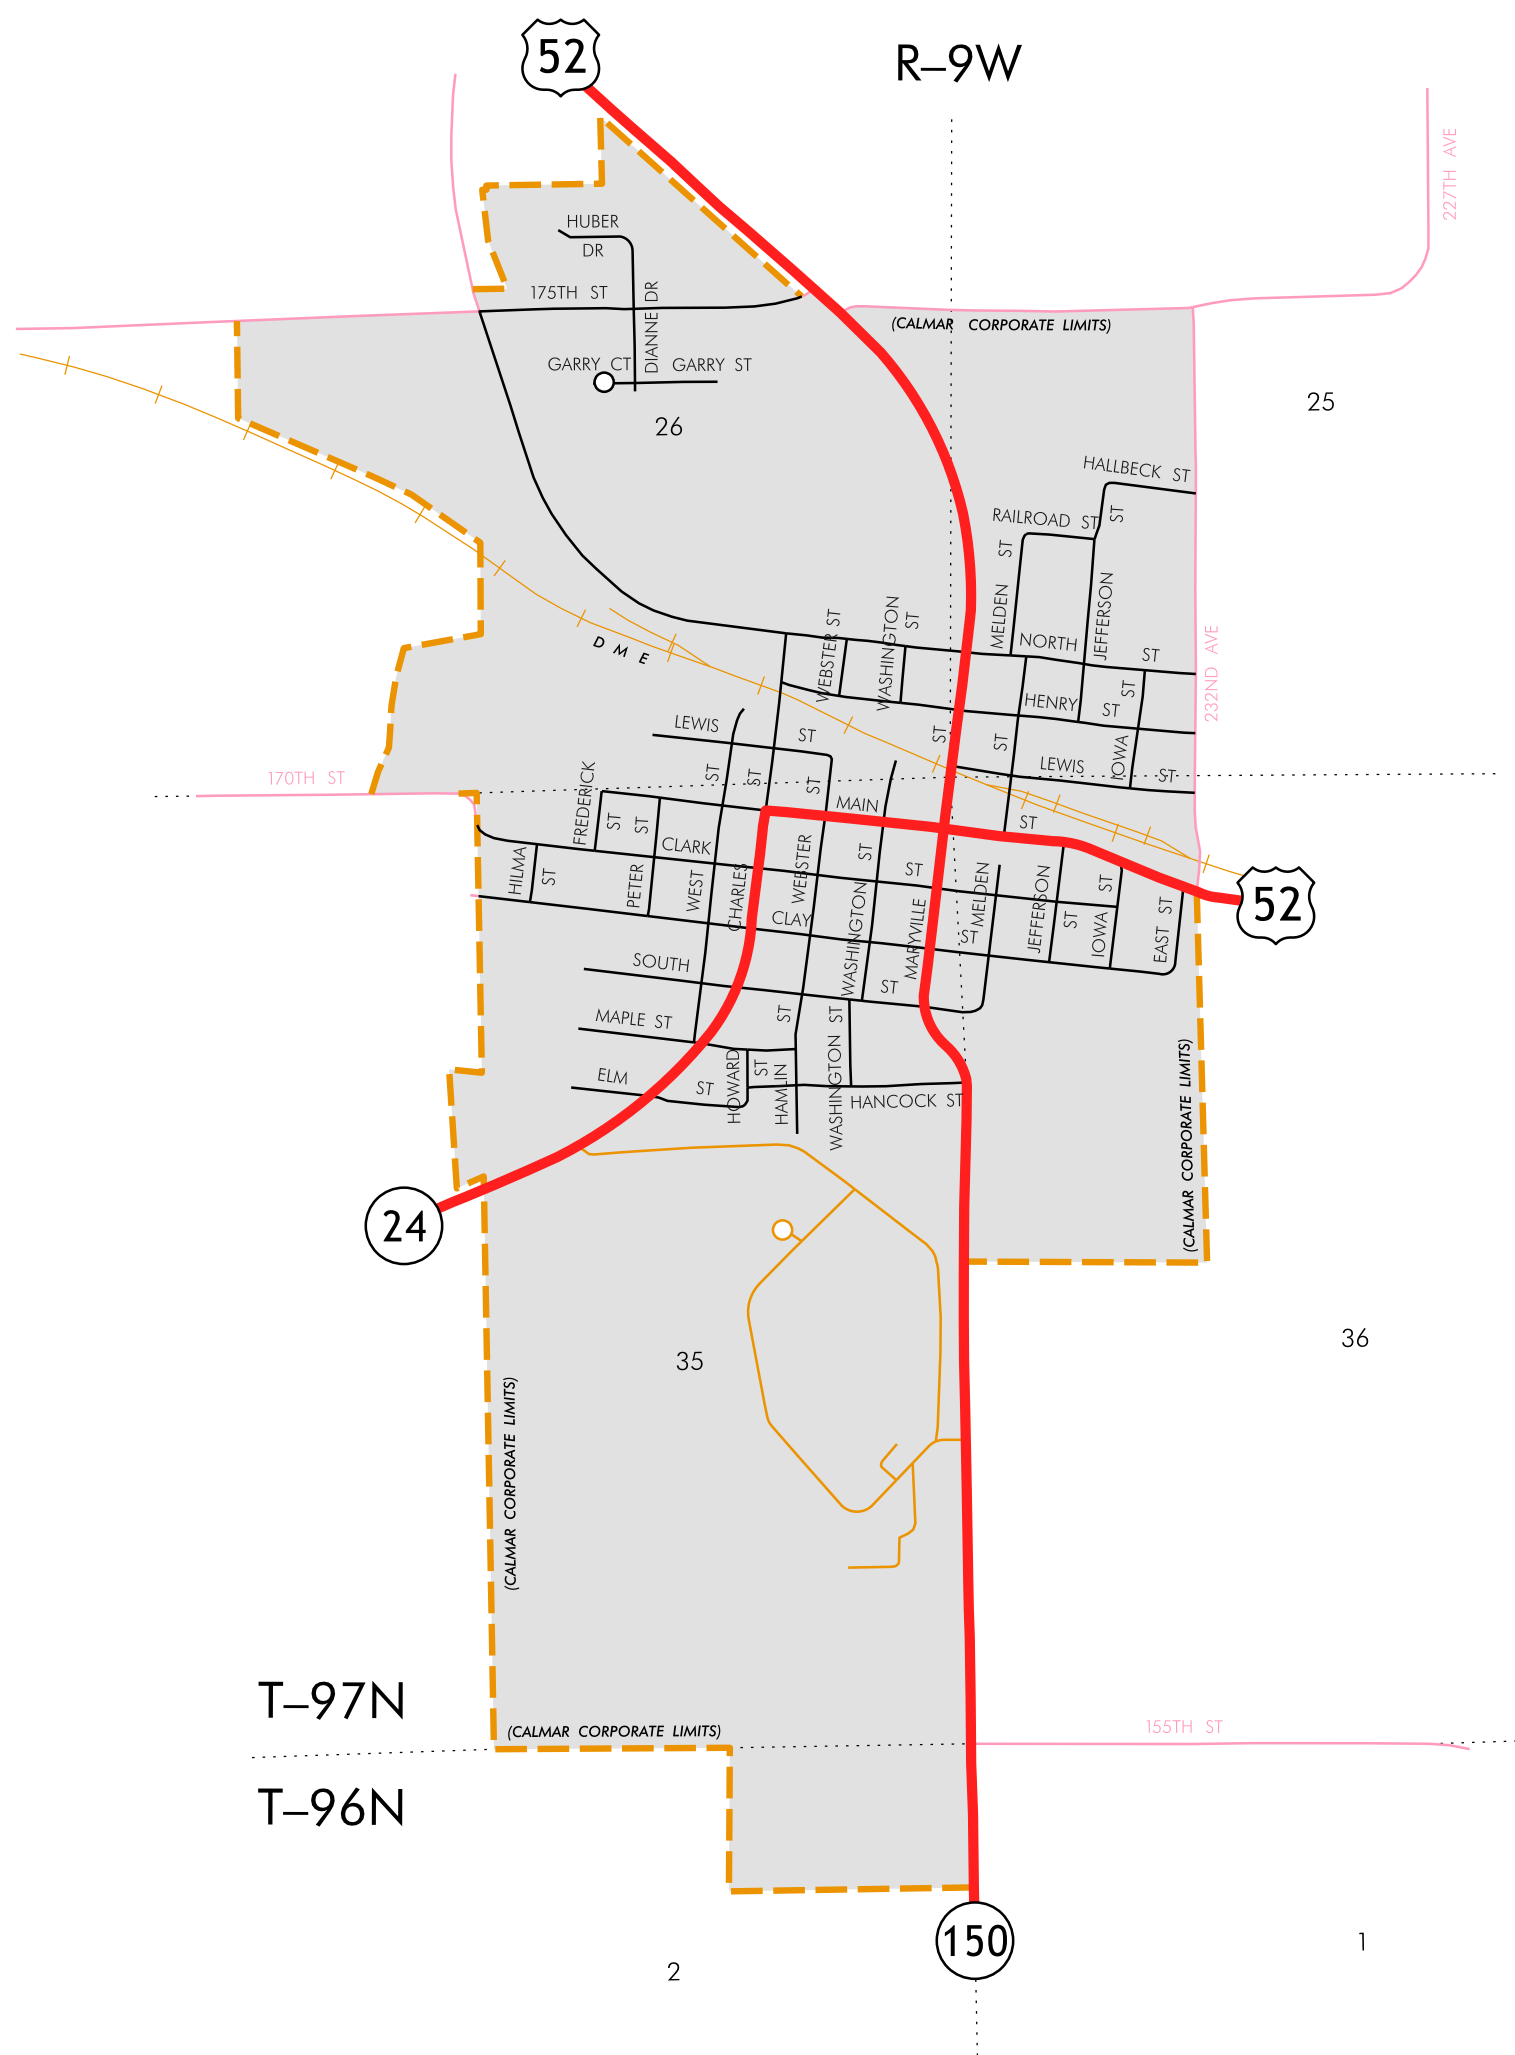 52
R–9W
227TH AVE
HUBER
DR
175TH ST
DIANNE DR
(CALMAR CORPORATE LIMITS)
GARRY CT
GARRY ST
25
26
HALLBECK ST
RAILROAD ST
ST
MELDEN ST
JEFFERSON
WEBSTER ST
WASHINGTON ST
NORTH
ST
DME
232ND AVE
HENRY
ST
ST
IOWA
LEWIS
ST
ST
ST
LEWIS
ST
170TH ST
FREDERICK
ST
ST
ST
ST
ST
MAIN
ST
CLARK
ST
ST
HILMA
ST
PETER
WEST
CHARLES
WEBSTER
WASHINGTON
MARYVILLE
MELDEN
JEFFERSON
ST
IOWA
ST
EAST ST
52
CLAY
ST
SOUTH
ST
MAPLE ST
ST
WASHINGTON ST
ELM
ST
HOWARD
ST
HAMLIN
HANCOCK ST
(CALMAR CORPORATE LIMITS)
24
35
36
(CALMAR CORPORATE LIMITS)
T–97N
(CALMAR CORPORATE LIMITS)
155TH ST
T–96N
150
2
1